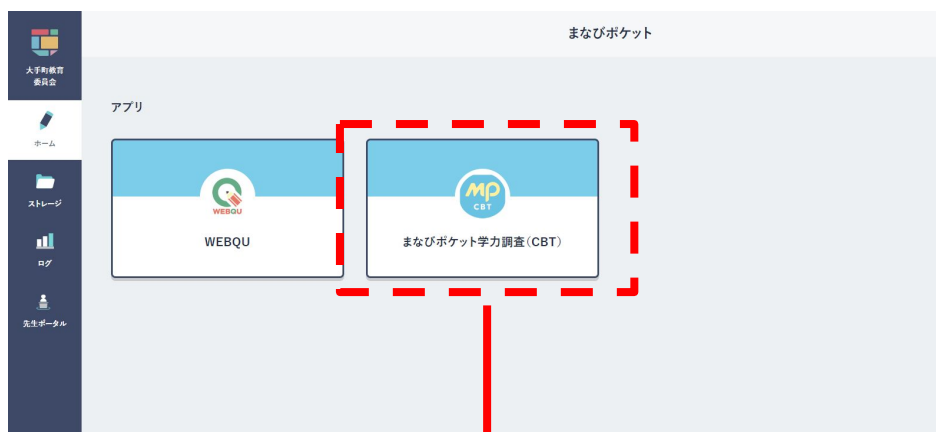 まなびポケット
大手町教育
委員会
ホーム
ストレージ
ログ
先生ポータル
アプリ
WEBQU
WEBQU
MP
CBT
まなびポケット学力調査(CBT)